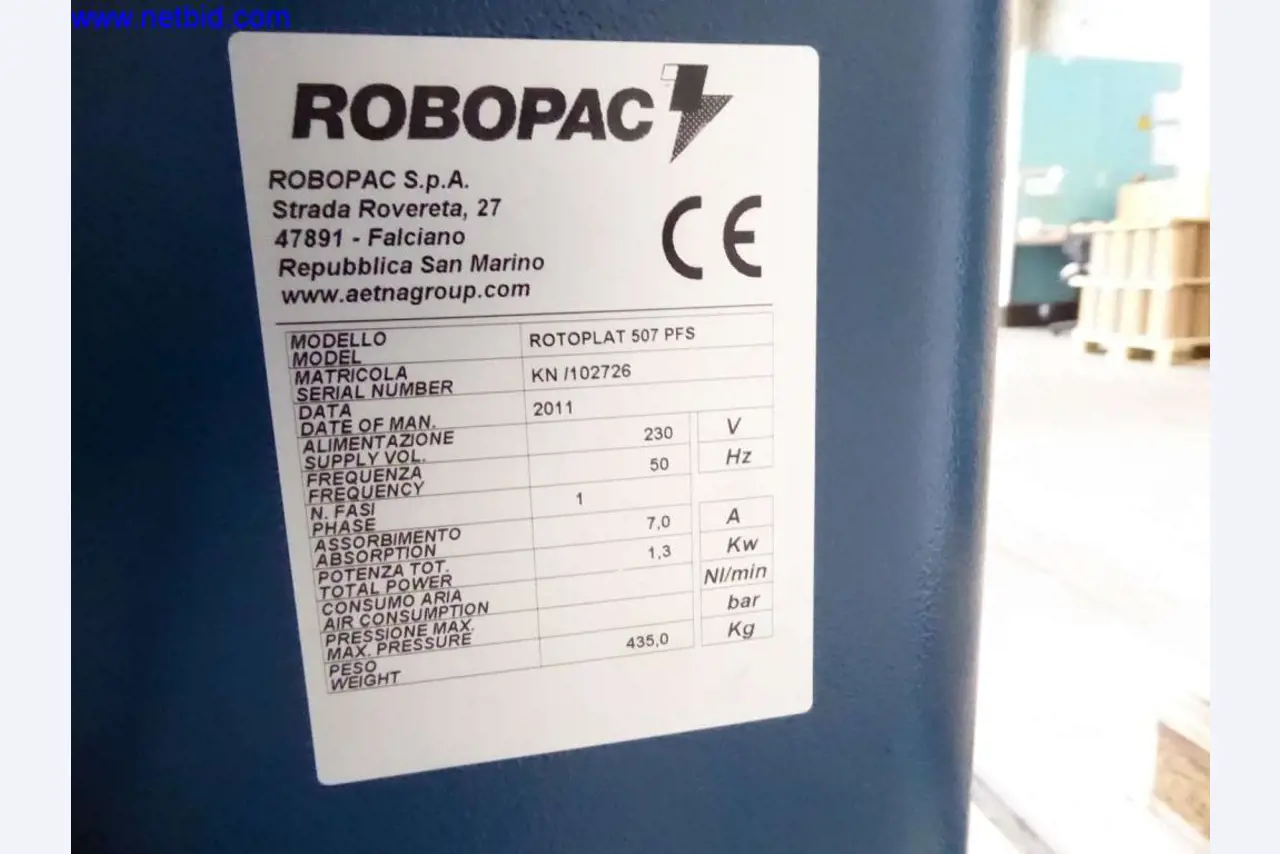 www.netbid.com
ROBOPAC
ROBOPAC S.p.A.
Strada Rovereta, 27
47891 - Falciano
Repubblica San Marino
www.aetnagroup.com
CE
MODELLO
MODEL
ROTOPLAT 507 PFS
MATRICOLA
SERIAL NUMBER
KN /102726
DATA
DATE OF MAN.
2011
ALIMENTAZIONE
SUPPLY VOL.
230 V
FREQUENZA
FREQUENCY
50 Hz
N. FASI
PHASE
1
ASSORBIMENTO
ABSORPTION
7,0 A
POTENZA TOT.
TOTAL POWER
1,3 Kw
CONSUMO ARIA
AIR CONSUMPTION
Nl/min
PRESSIONE MAX.
MAX. PRESSURE
bar
PESO
WEIGHT
435,0 Kg